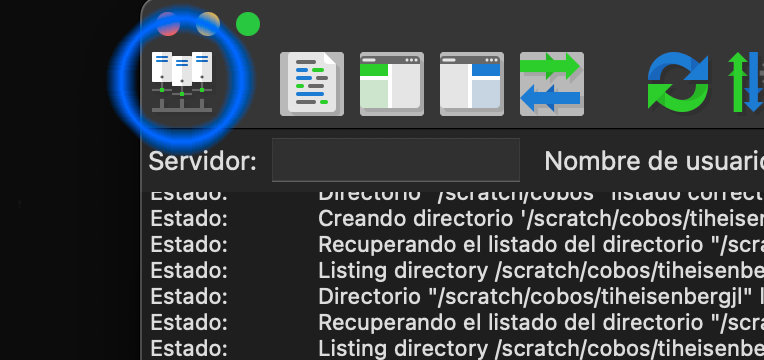 Servidor: Nombre de usuario
Estado: Directorio "/scratch/cobos" listado correct
Estado: Creando directorio '/scratch/cobos/tiheisen
Estado: Recuperando el listado del directorio "/scra
Estado: Listing directory /scratch/cobos/tiheisenbe
Estado: Directorio "/scratch/cobos/tiheisenbergjl" l
Estado: Recuperando el listado del directorio "/scra
Estado: Listing directory /scratch/cobos/tiheisenbe